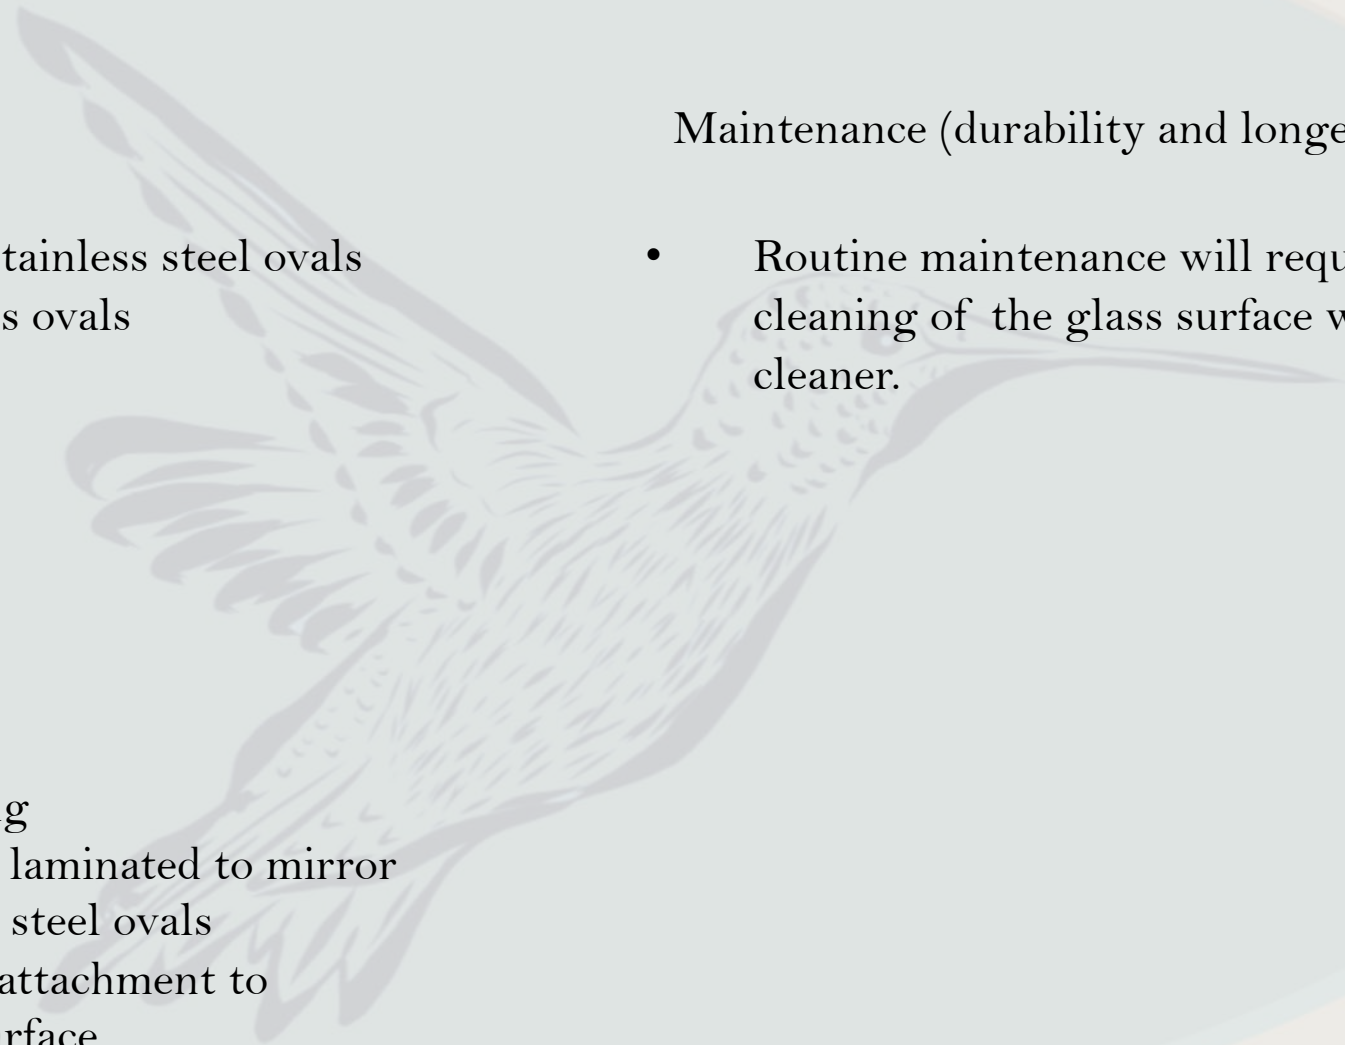 tainless steel ovals
s ovals
g
laminated to mirror
steel ovals
attachment to
rface
Maintenance (durability and longe
• Routine maintenance will requ
cleaning of the glass surface w
cleaner.